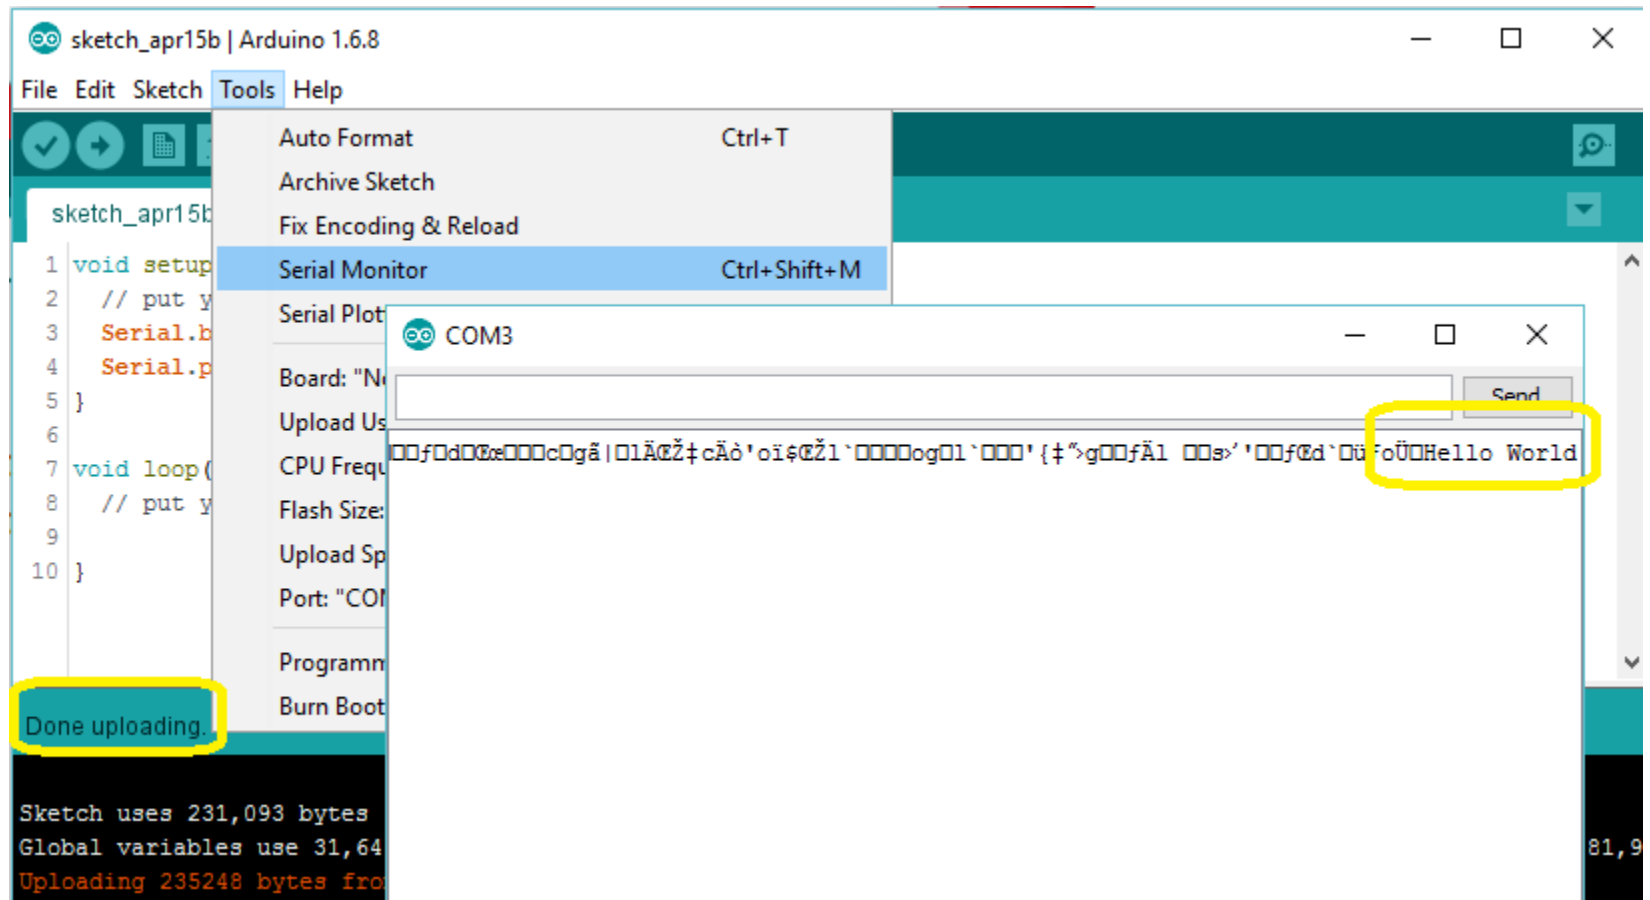 sketch_apr15b | Arduino 1.6.8
File Edit Sketch Tools Help
Auto Format Ctrl+T
Archive Sketch
sketch_apr15b
Fix Encoding & Reload
Serial Monitor Ctrl+Shift+M
Serial Plot
1 void setup
2 // put y
3 Serial.b
4 Serial.p
5 }
6
7 void loop(
8 // put y
9
10 }
Board: "N
Upload Us
CPU Frequ
Flash Size:
Upload Sp
Port: "CO
Programm
Burn Boot
COM3
Send
Hello World
Done uploading.
Sketch uses 231,093 bytes
Global variables use 31,64
81,9
Uploading 235248 bytes fro